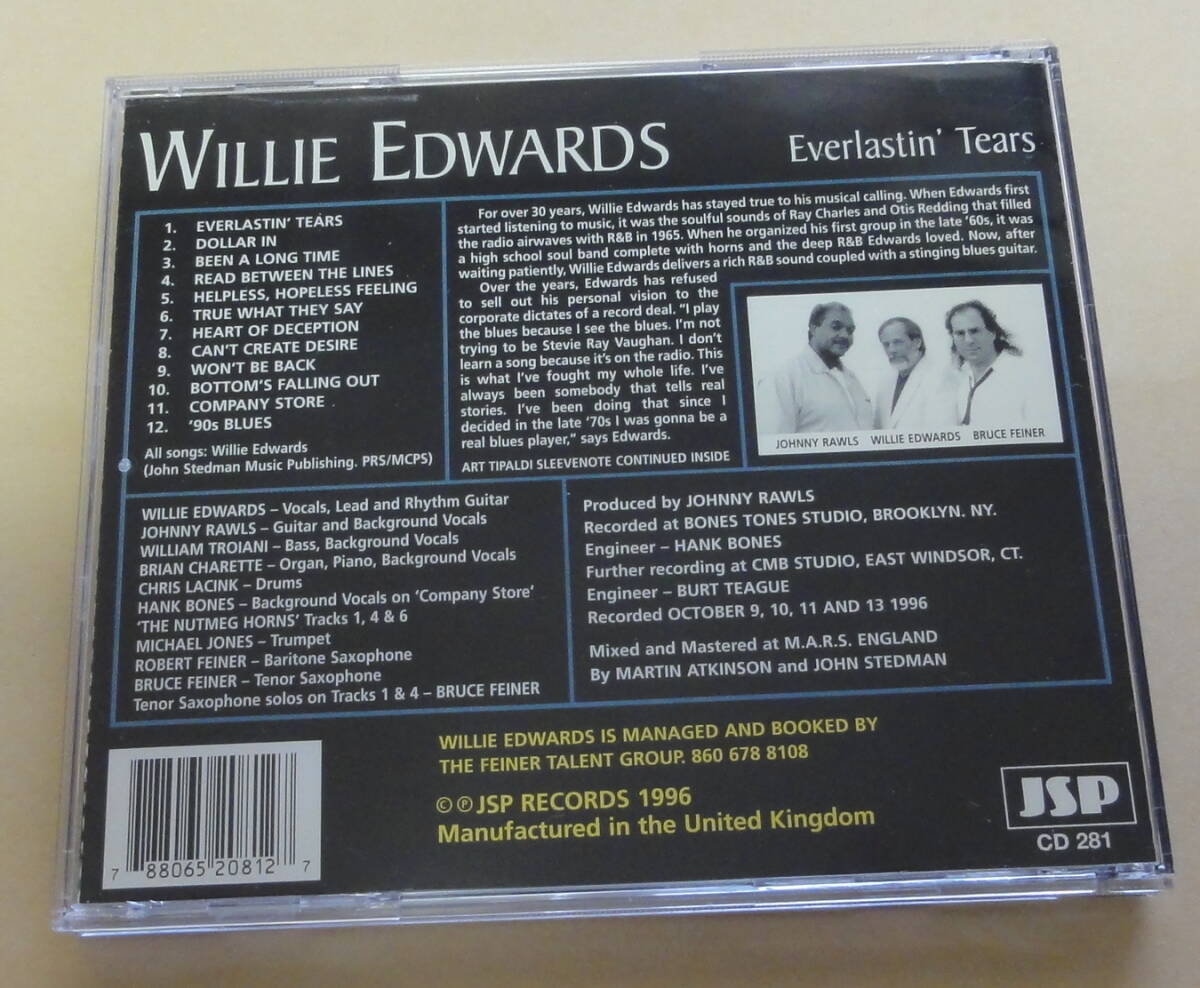 WILLIE EDWARDS
Everlastin' Tears
1. EVERLASTIN' TEARS
2. DOLLAR IN
3. BEEN A LONG TIME
4. READ BETWEEN THE LINES
5. HELPLESS, HOPELESS FEELING
6. TRUE WHAT THEY SAY
7. HEART OF DECEPTION
8. CAN'T CREATE DESIRE
9. WON'T BE BACK
10. BOTTOM'S FALLING OUT
11. COMPANY STORE
12. '90s BLUES
All songs: Willie Edwards
(John Stedman Music Publishing. PRS/MCPS)
For over 30 years, Willie Edwards has stayed true to his musical calling. When Edwards first
started listening to music, it was the soulful sounds of Ray Charles and Otis Redding that filled
the radio airwaves with R&B in 1965. When he organized his first group in the late '60s, it was
a high school soul band complete with horns and the deep R&B Edwards loved. Now, after
waiting patiently, Willie Edwards delivers a rich R&B sound coupled with a stinging blues guitar.
Over the years, Edwards has refused
to sell out his personal vision to the
corporate dictates of a record deal. "I play
the blues because I see the blues. I'm not
trying to be Stevie Ray Vaughan. I don't
learn a song because it's on the radio. This
is what I've fought my whole life. I've
always been somebody that tells real
stories. I've been doing that since I
decided in the late '70s I was gonna be a
real blues player," says Edwards.
ART TIPALDI SLEEVENOTE CONTINUED INSIDE
JOHNNY RAWLS WILLIE EDWARDS BRUCE FEINER
WILLIE EDWARDS – Vocals, Lead and Rhythm Guitar
JOHNNY RAWLS – Guitar and Background Vocals
WILLIAM TROIANI – Bass, Background Vocals
BRIAN CHARETTE – Organ, Piano, Background Vocals
CHRIS LACINK – Drums
HANK BONES – Background Vocals on 'Company Store'
'THE NUTMEG HORNS' Tracks 1, 4 & 6
MICHAEL JONES – Trumpet
ROBERT FEINER – Baritone Saxophone
BRUCE FEINER – Tenor Saxophone
Tenor Saxophone solos on Tracks 1 & 4 – BRUCE FEINER
Produced by JOHNNY RAWLS
Recorded at BONES TONES STUDIO, BROOKLYN. NY.
Engineer – HANK BONES
Further recording at CMB STUDIO, EAST WINDSOR, CT.
Engineer – BURT TEAGUE
Recorded OCTOBER 9, 10, 11 AND 13 1996
Mixed and Mastered at M.A.R.S. ENGLAND
By MARTIN ATKINSON and JOHN STEDMAN
WILLIE EDWARDS IS MANAGED AND BOOKED BY
THE FEINER TALENT GROUP. 860 678 8108
© ℗ JSP RECORDS 1996
Manufactured in the United Kingdom
7 88065 20812 7
JSP
CD 281